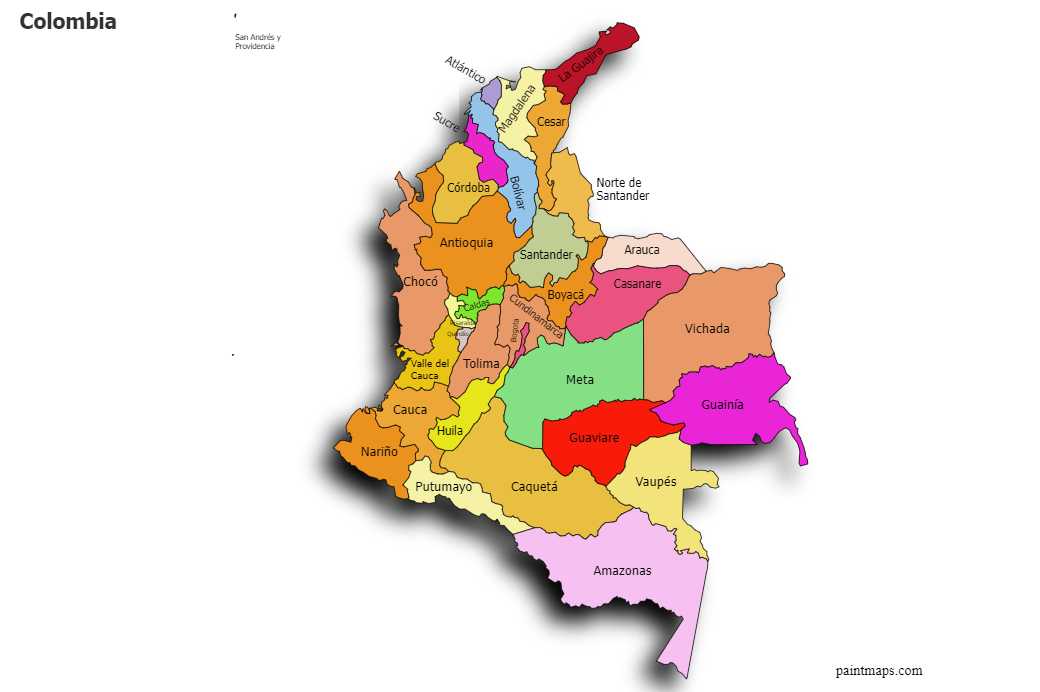 Colombia
San Andrés y
Providencia
La Guajira
Atlántico
Magdalena
Sucre
Cesar
Norte de
Santander
Córdoba
Bolívar
Antioquia
Santander
Arauca
Chocó
Casanare
Boyacá
Caldas
Cundinamarca
Risaralda
Bogota
Quindío
Vichada
Valle del
Cauca
Tolima
Meta
Guainía
Cauca
Huila
Guaviare
Nariño
Putumayo
Caquetá
Vaupés
Amazonas
paintmaps.com